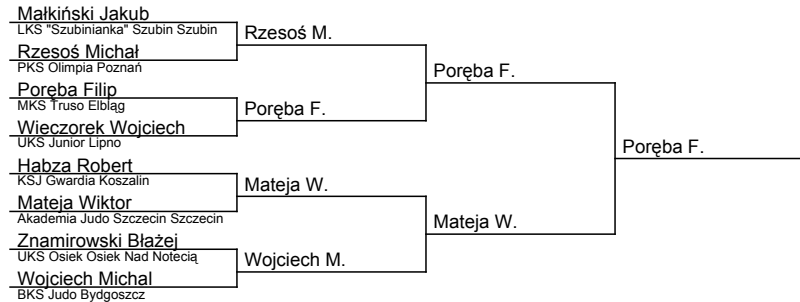 Małkiński Jakub
LKS "Szubinianka" Szubin Szubin
Rzesoś Michał
PKS Olimpia Poznań
Poręba Filip
MKS Truso Elbląg
Wieczorek Wojciech
UKS Junior Lipno
Habza Robert
KSJ Gwardia Koszalin
Mateja Wiktor
Akademia Judo Szczecin Szczecin
Znamirowski Błażej
UKS Osiek Osiek Nad Notecią
Wojciech Michal
BKS Judo Bydgoszcz
Rzesoś M.
Poręba F.
Mateja W.
Wojciech M.
Poręba F.
Mateja W.
Poręba F.